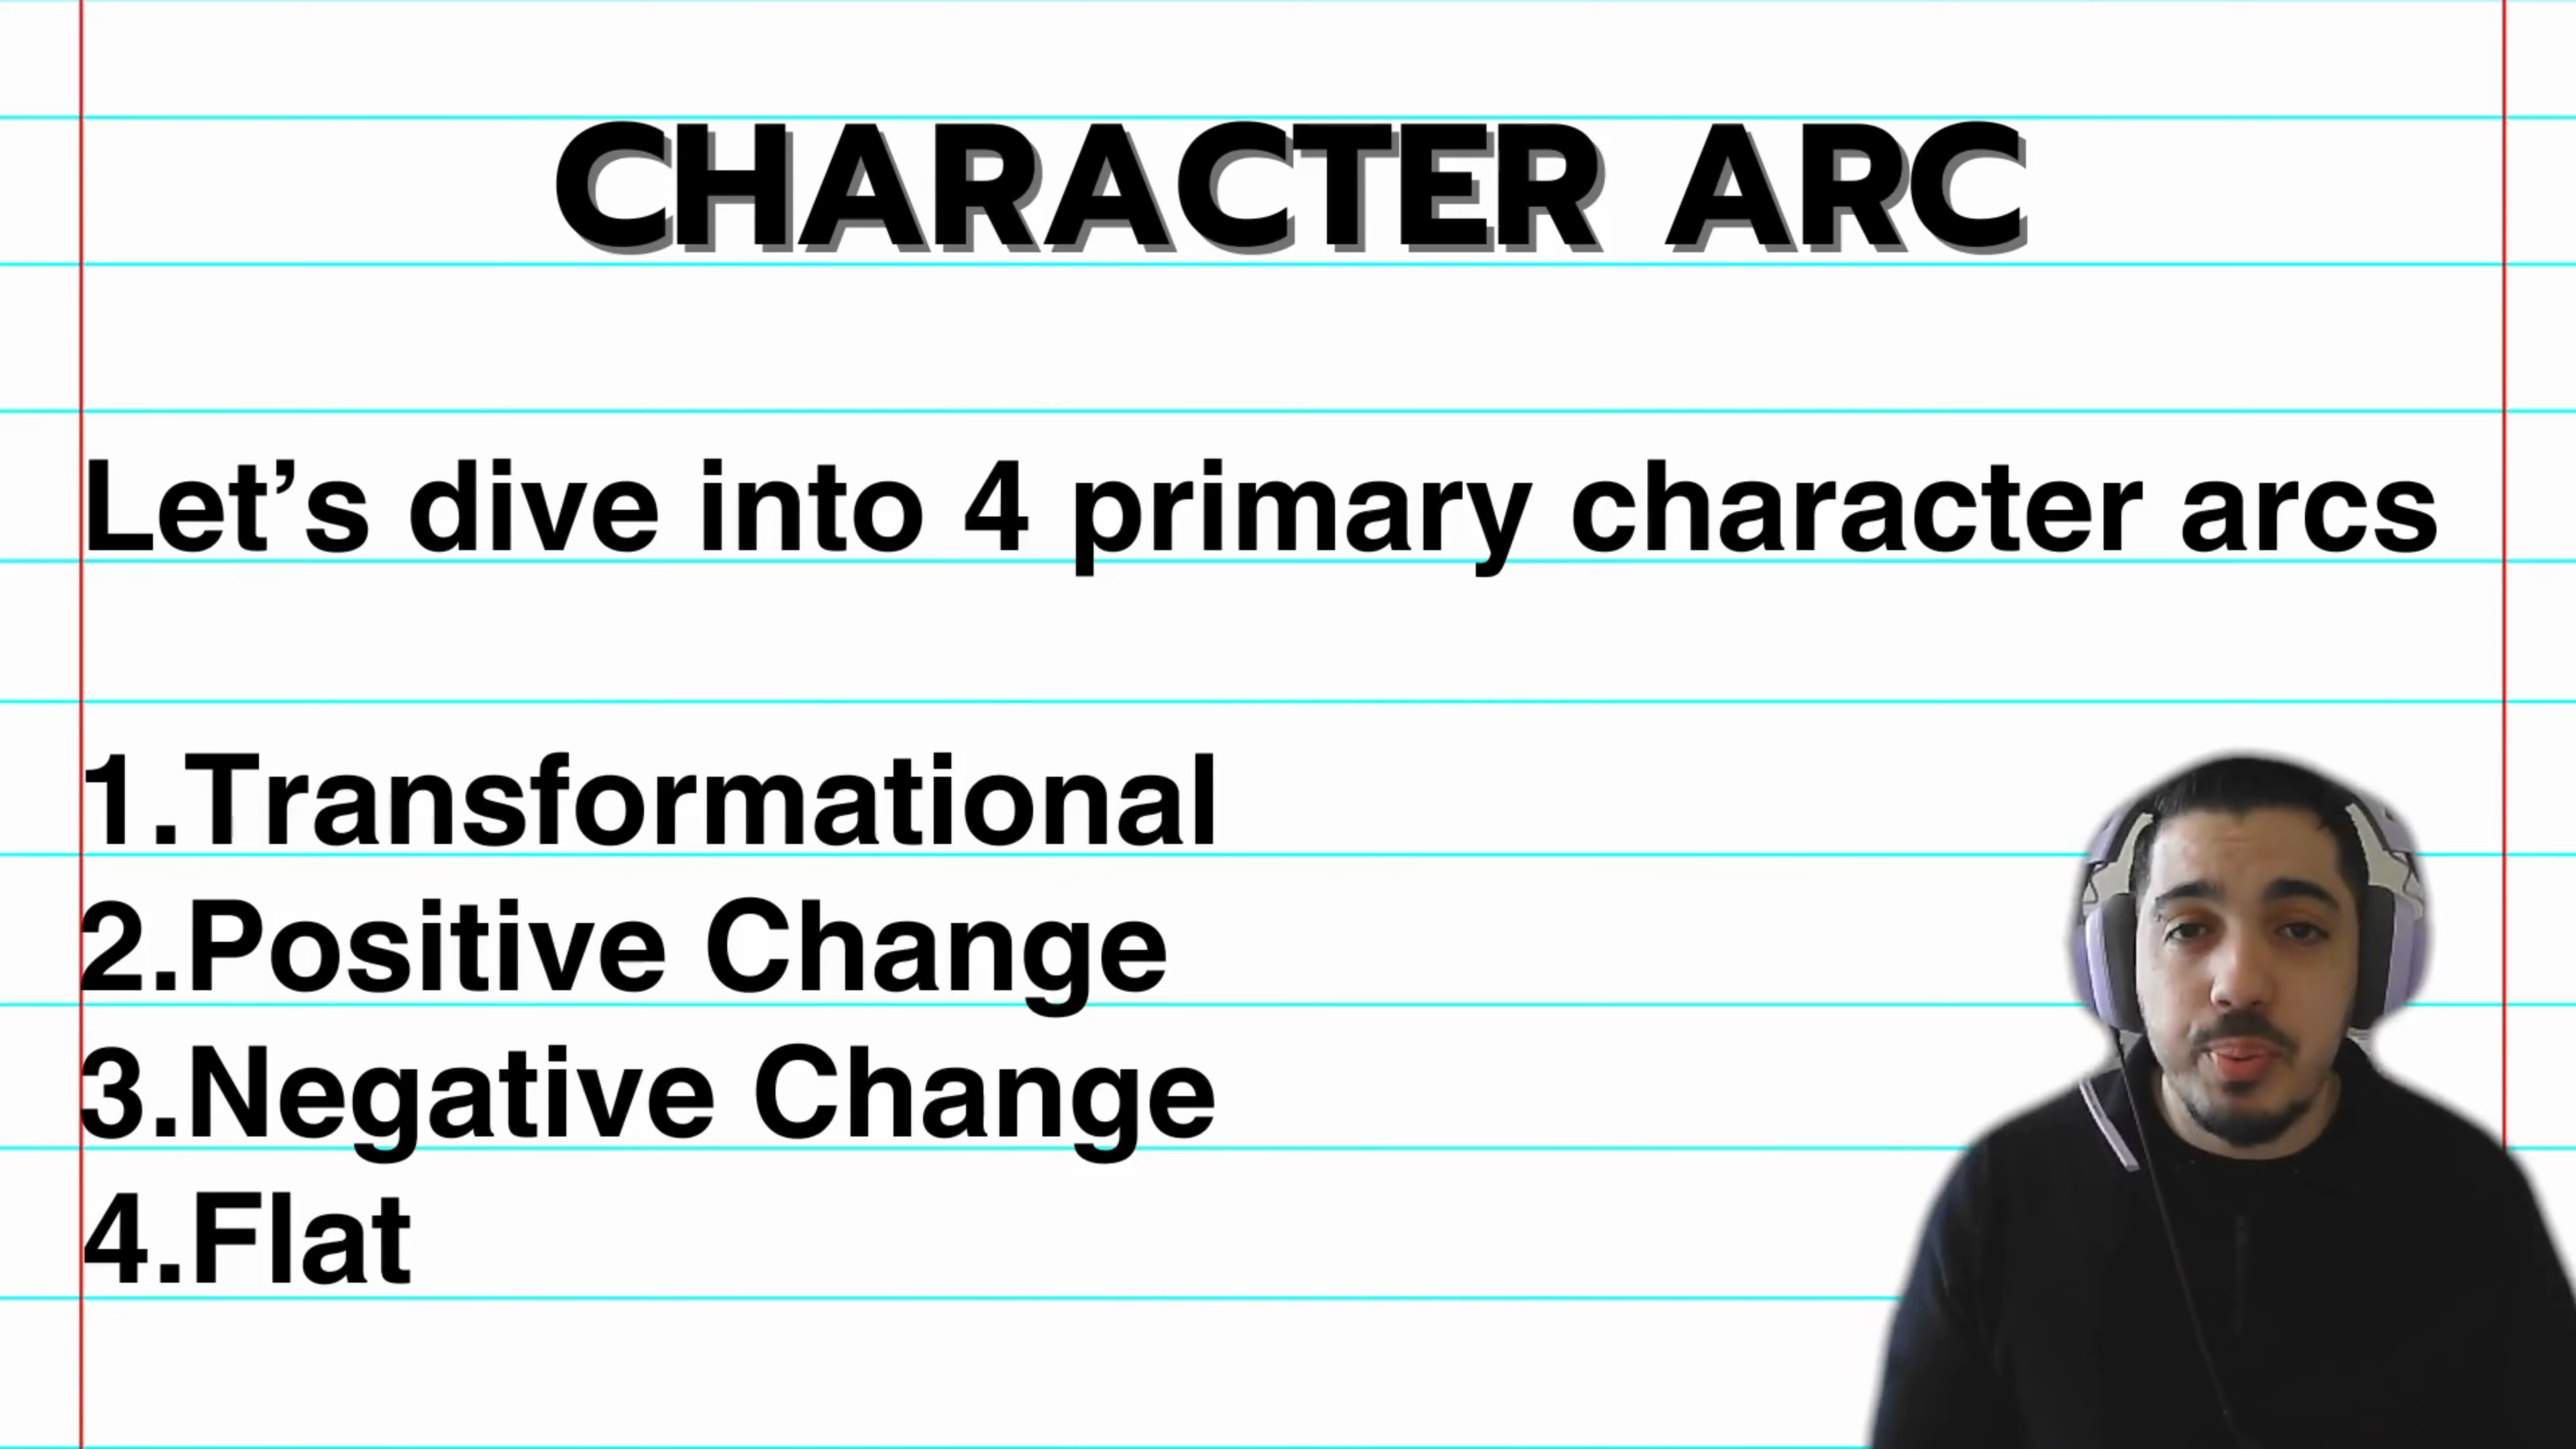 CHARACTER ARC
Let’s dive into 4 primary character arcs
1.Transformational
2.Positive Change
3.Negative Change
4.Flat